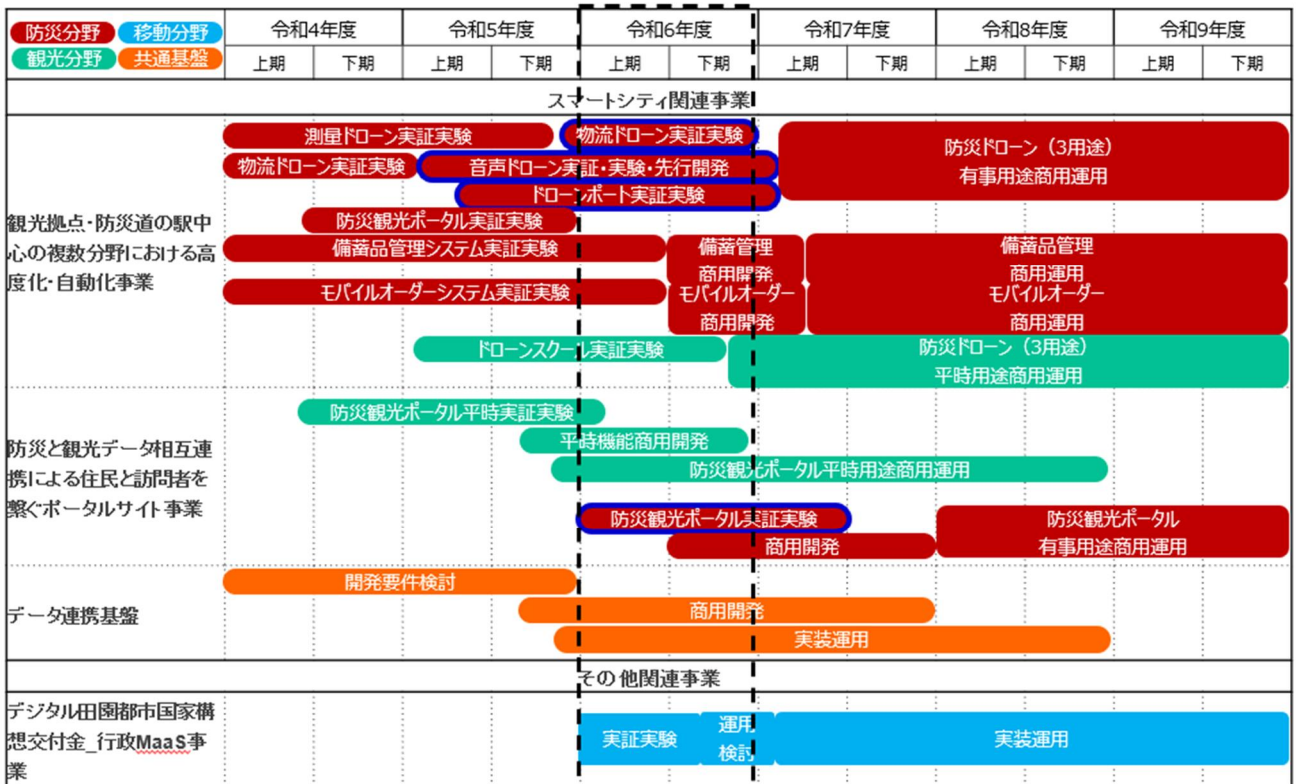 防災分野 移動分野
観光分野 共通基盤
令和4年度 令和5年度 令和6年度 令和7年度 令和8年度 令和9年度
上期 下期 上期 下期 上期 下期 上期 下期 上期 下期 上期 下期
スマートシティ関連事業
観光拠点・防災道の駅中
心の複数分野における高
度化・自動化事業
測量ドローン実証実験
物流ドローン実証実験
防災ドローン（3用途）
有事用途商用運用
物流ドローン実証実験
音声ドローン実証・実験・先行開発
ドローンポート実証実験
防災観光ポータル実証実験
備蓄品管理システム実証実験
備蓄管理
商用開発
備蓄品管理
商用運用
モバイルオーダーシステム実証実験
モバイルオーダー
商用開発
モバイルオーダー
商用運用
ドローンスクール実証実験
防災ドローン（3用途）
平時用途商用運用
防災と観光データ相互連
携による住民と訪問者を
繋ぐポータルサイト事業
防災観光ポータル平時実証実験
平時機能商用開発
防災観光ポータル平時用途商用運用
防災観光ポータル実証実験
商用開発
防災観光ポータル
有事用途商用運用
データ連携基盤
開発要件検討
商用開発
実装運用
その他関連事業
デジタル田園都市国家構
想交付金_行政MaaS事
業
実証実験
運用
検討
実装運用